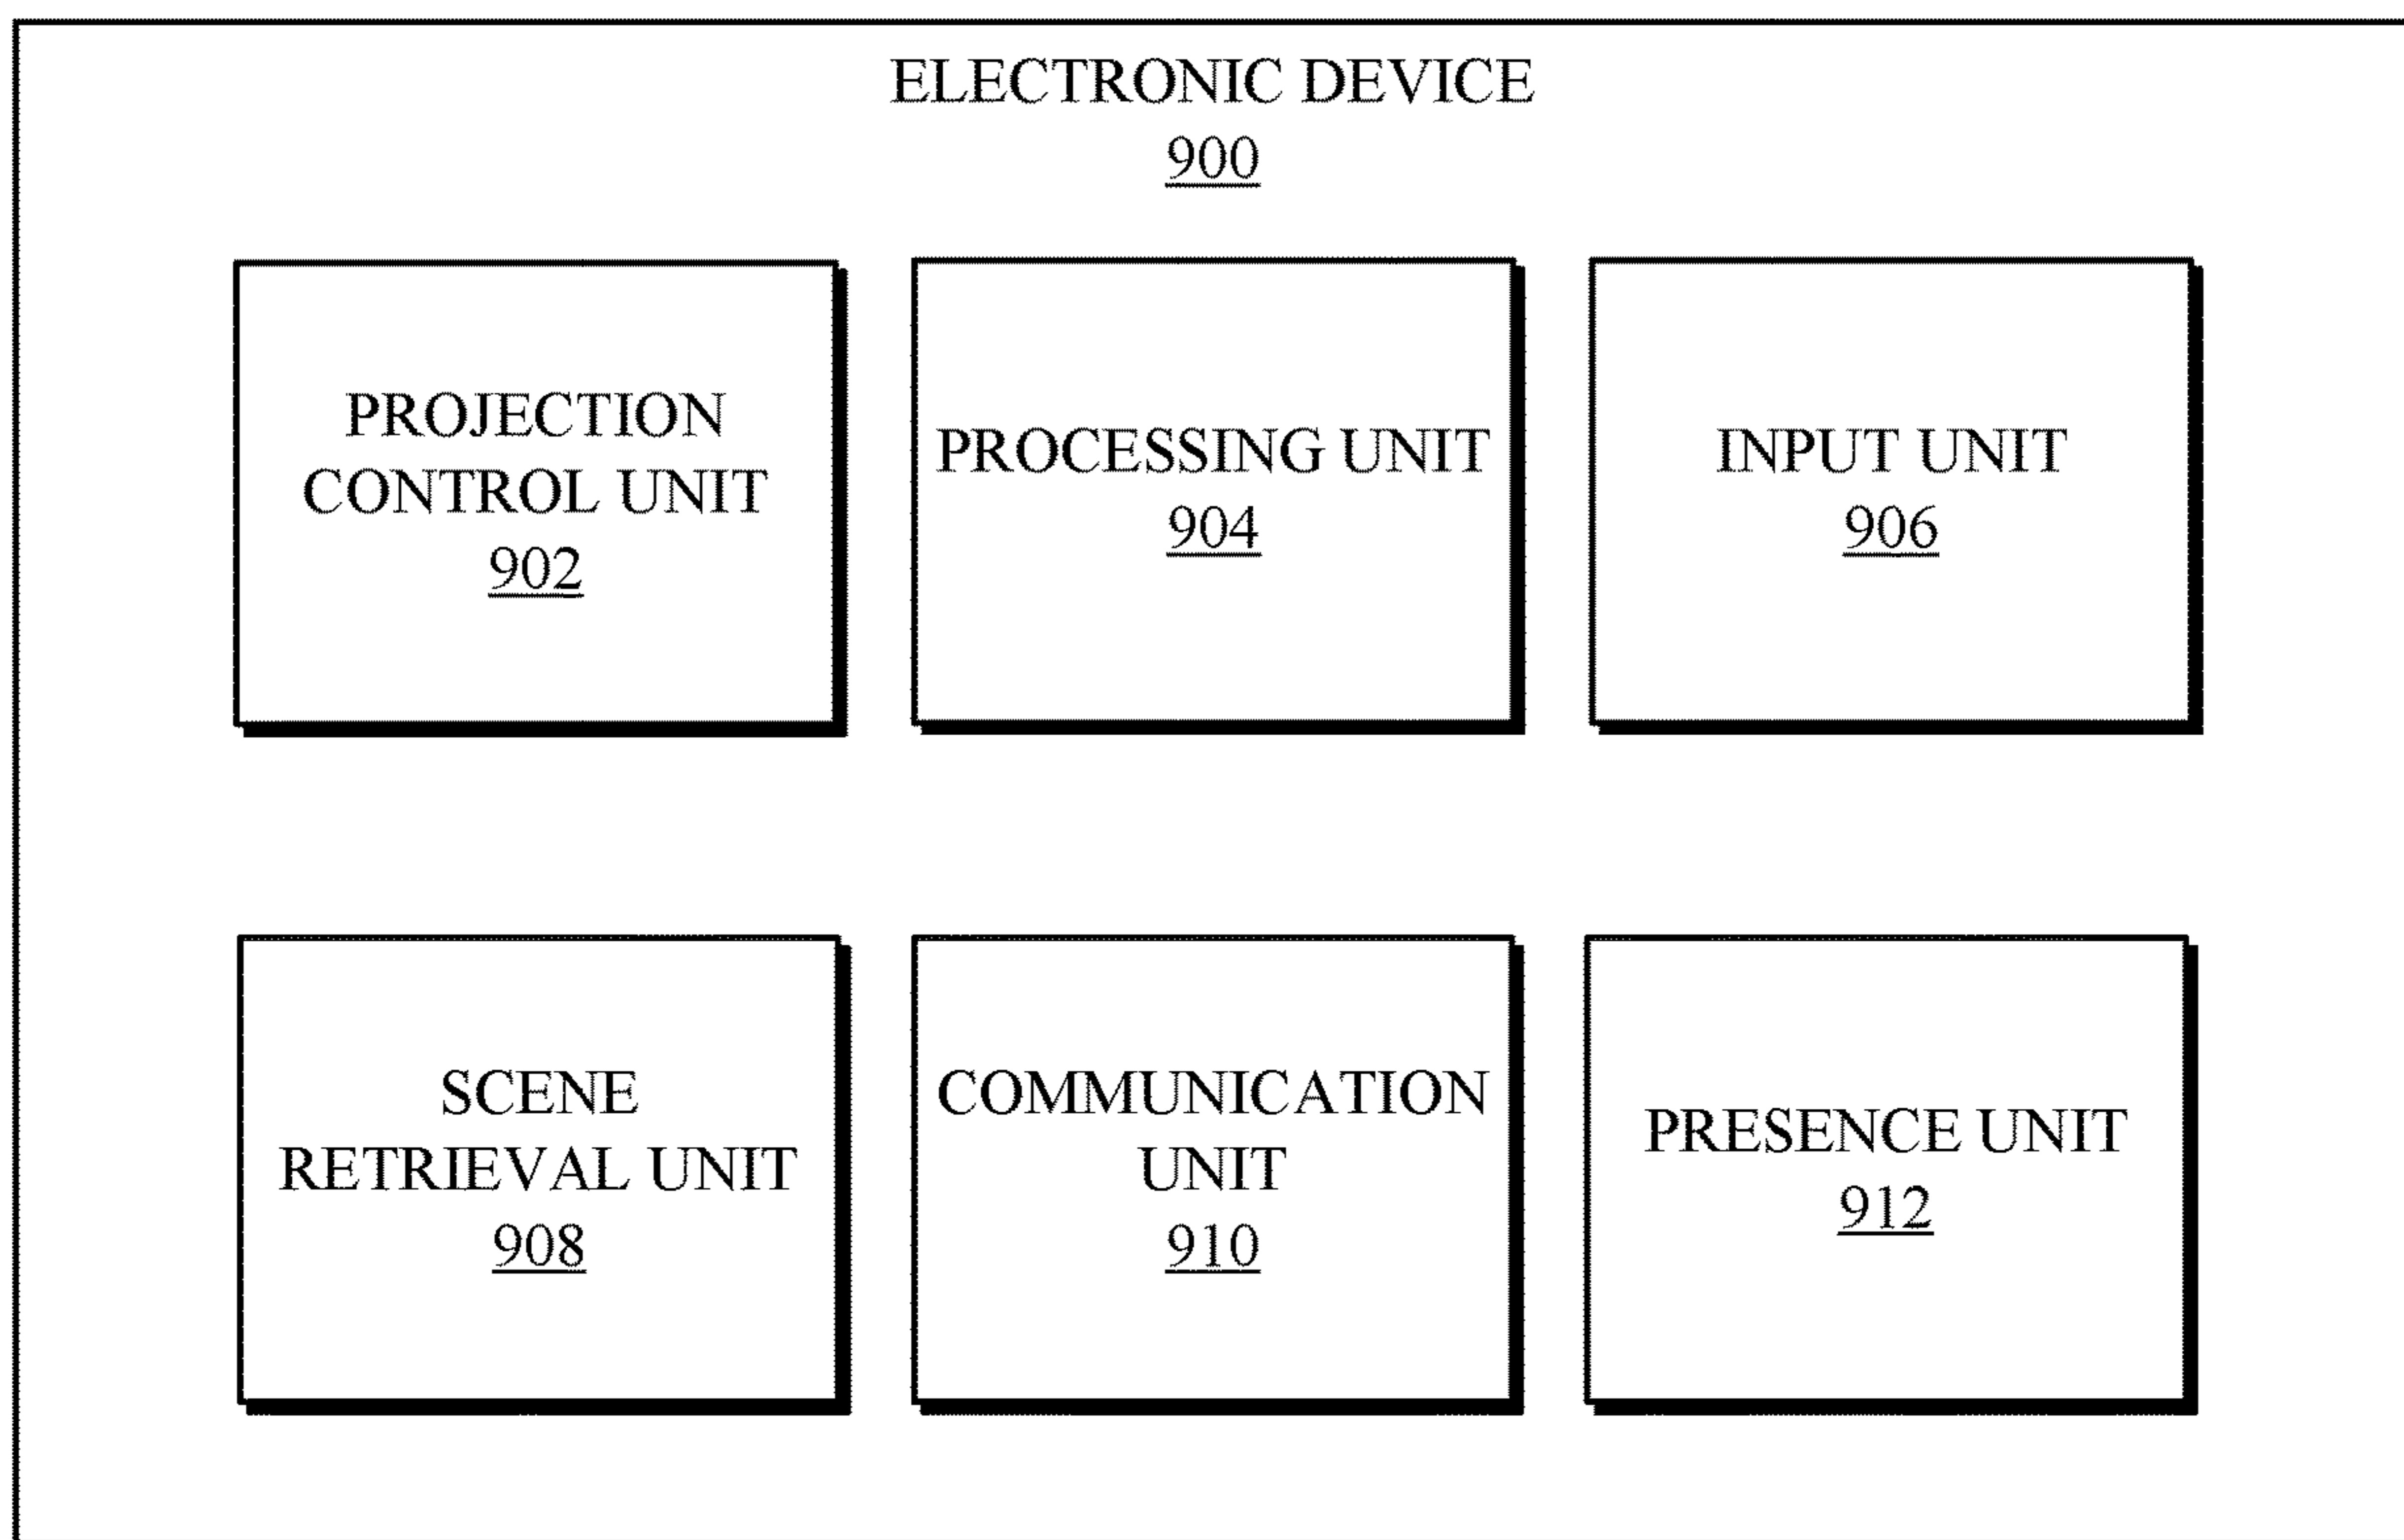 ELECTRONIC DEVICE
900
PROJECTION
CONTROL UNIT
902
PROCESSING UNIT
904
INPUT UNIT
906
SCENE
RETRIEVAL UNIT
908
COMMUNICATION
UNIT
910
PRESENCE UNIT
912